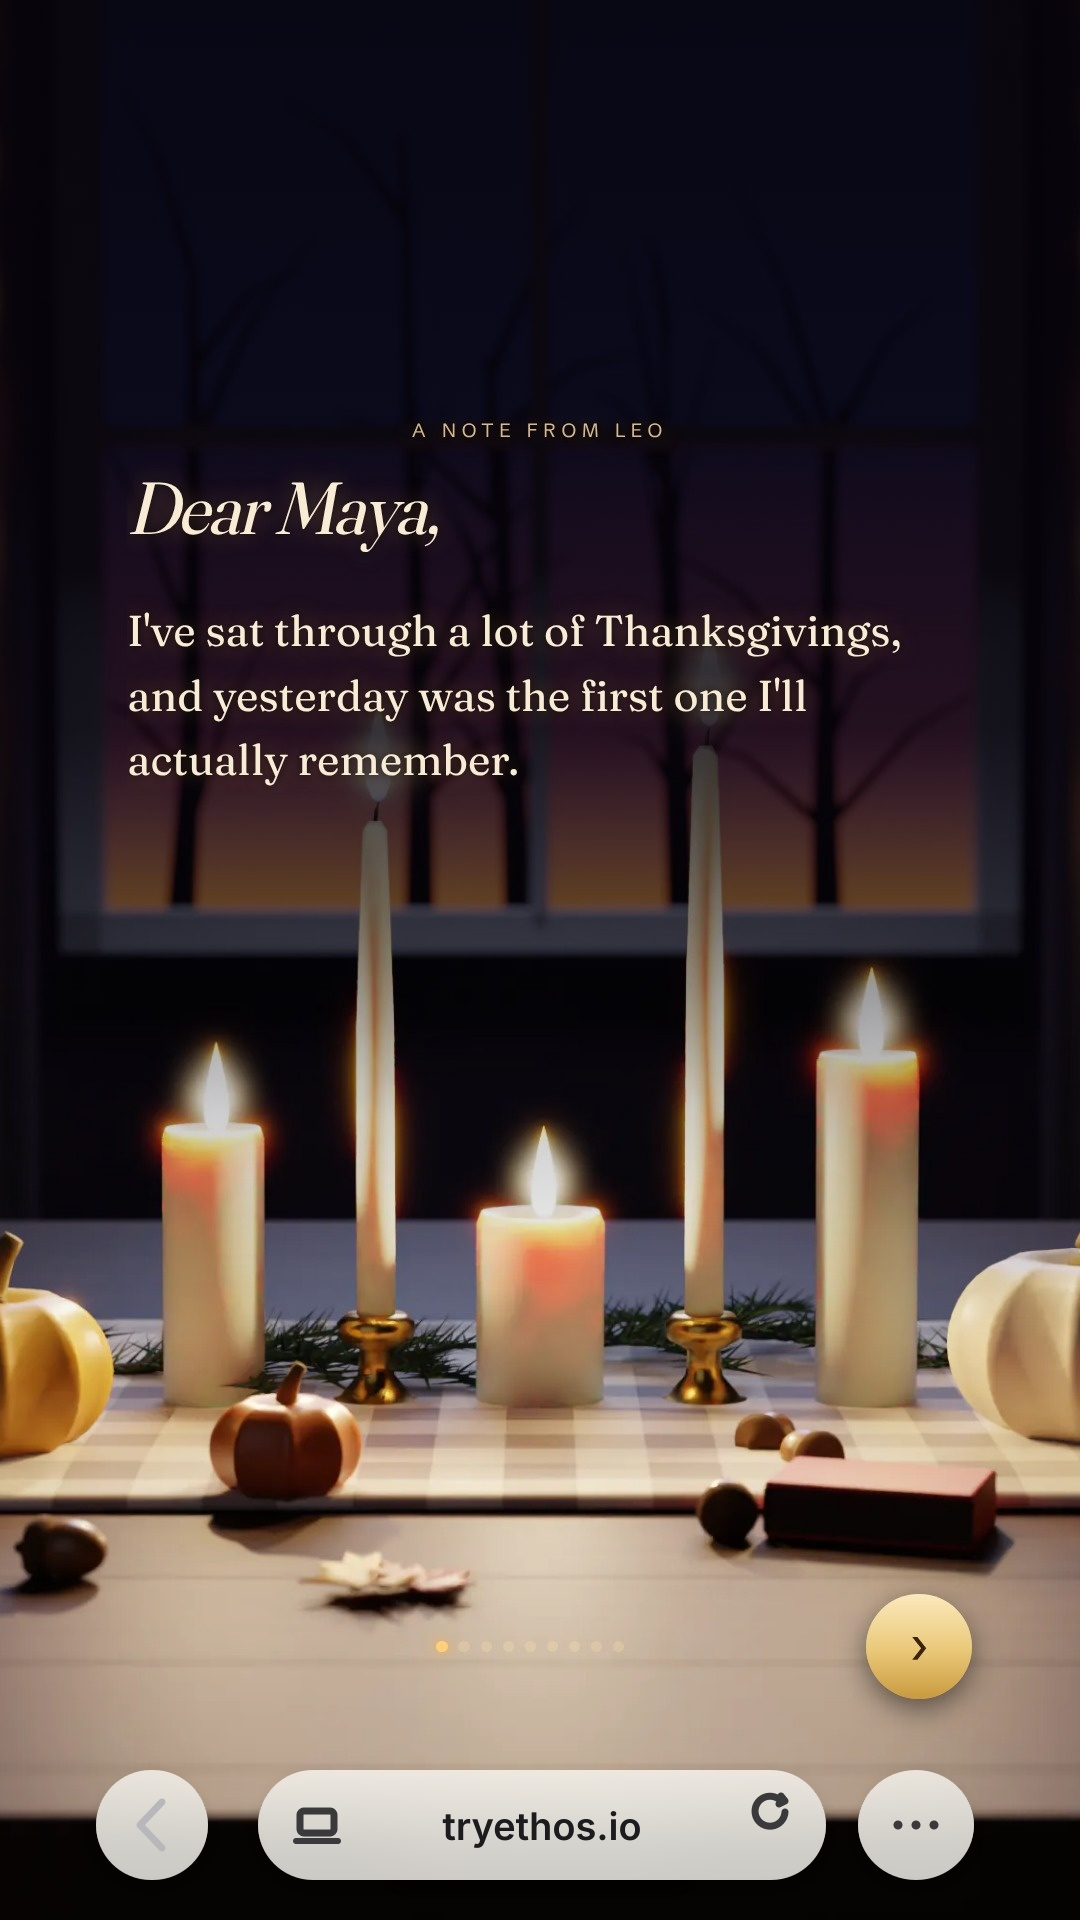 A NOTE FROM LEO
Dear Maya,
I've sat through a lot of Thanksgivings,
and yesterday was the first one I'll
actually remember.
›
tryethos.io